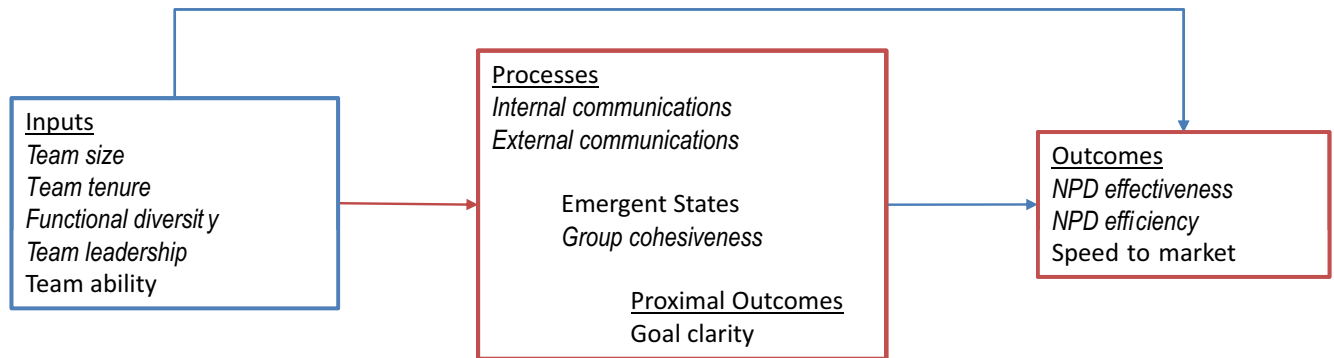 Inputs
Team size
Team tenure
Functional diversity
Team leadership
Team ability
Processes
Internal communications
External communications
Emergent States
Group cohesiveness
Proximal Outcomes
Goal clarity
Outcomes
NPD effectiveness
NPD efficiency
Speed to market